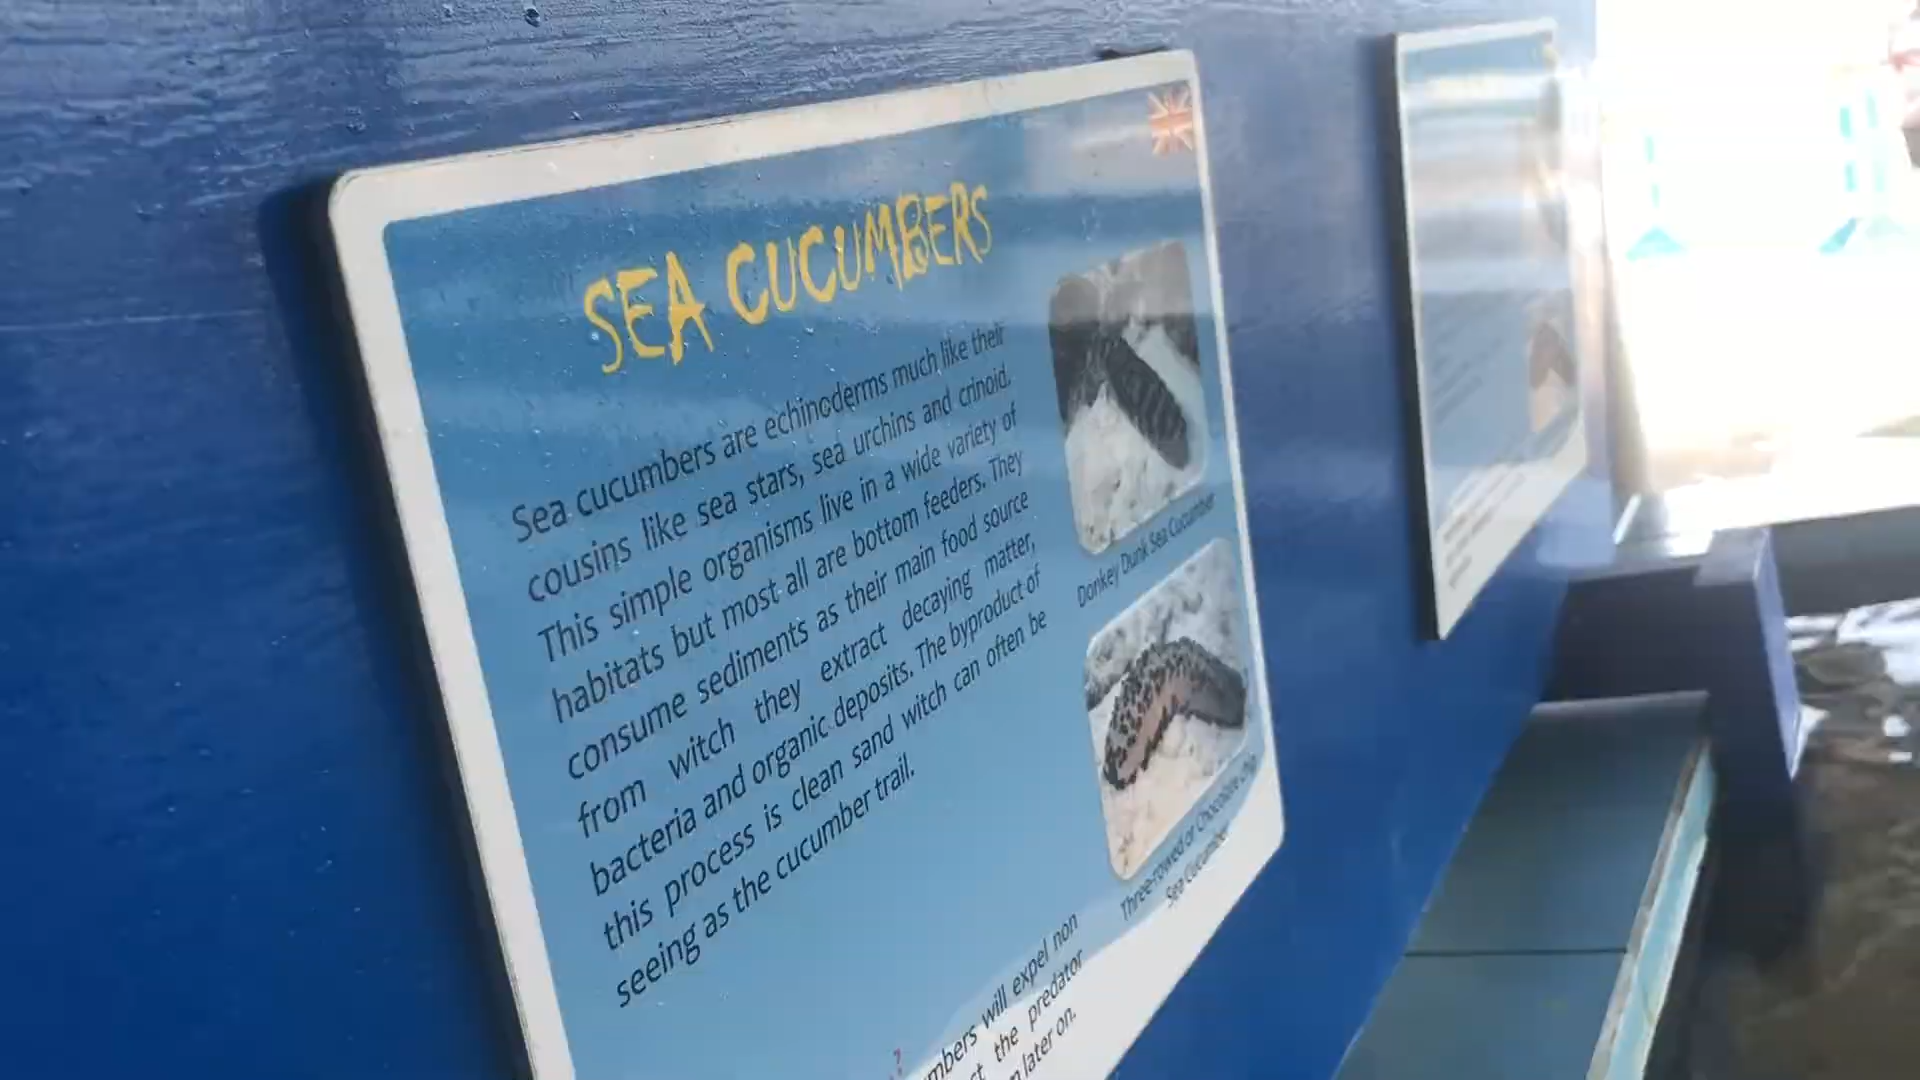 SEA CUCUMBERS
Sea cucumbers are echinoderms much like their
cousins like sea stars, sea urchins and crinoid.
This simple organisms live in a wide variety of
habitats but most all are bottom feeders. They
consume sediments as their main food source
from witch they extract decaying matter,
bacteria and organic deposits. The byproduct of
this process is clean sand witch can often be
seeing as the cucumber trail.
Donkey Dunk Sea Cucumber
Three-rowed or Chocolate Chip
Sea Cucumber
will expel non
the predator
later on.